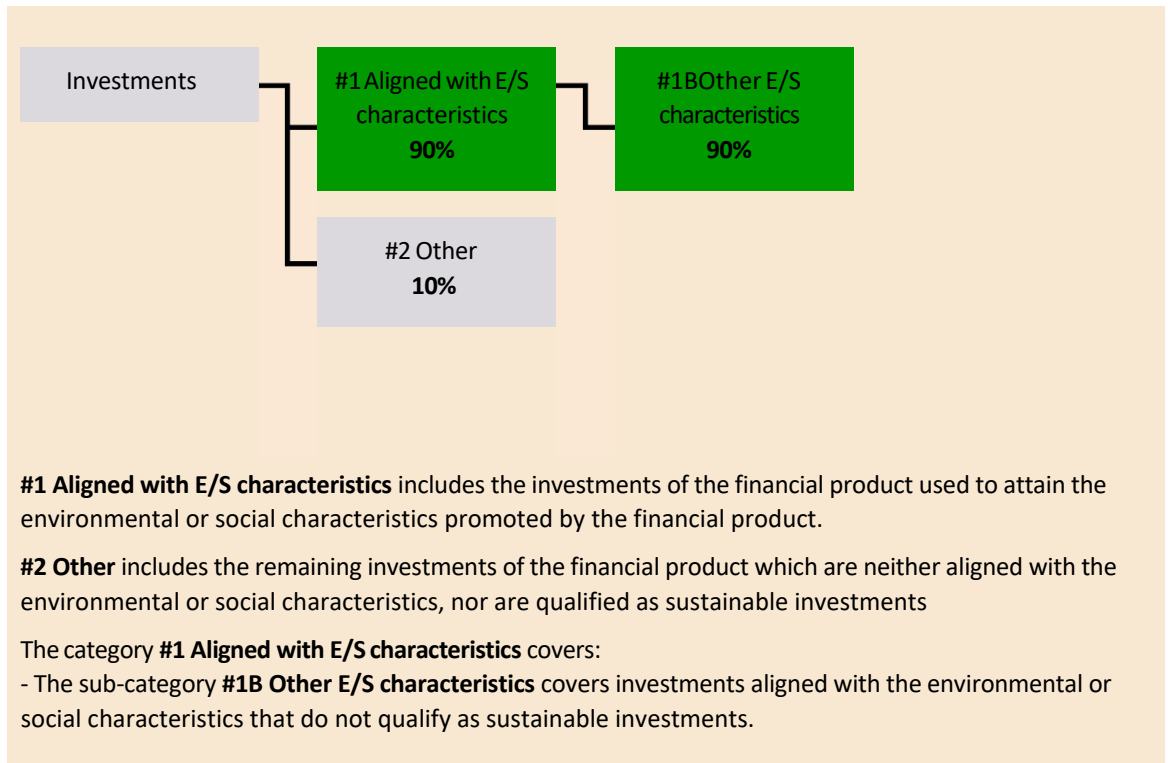 Investments
#1 Aligned with E/S
characteristics
90%
#1BOther E/S
characteristics
90%
#2 Other
10%
#1 Aligned with E/S characteristics includes the investments of the financial product used to attain the
environmental or social characteristics promoted by the financial product.
#2 Other includes the remaining investments of the financial product which are neither aligned with the
environmental or social characteristics, nor are qualified as sustainable investments
The category #1 Aligned with E/S characteristics covers:
- The sub-category #1B Other E/S characteristics covers investments aligned with the environmental or
social characteristics that do not qualify as sustainable investments.